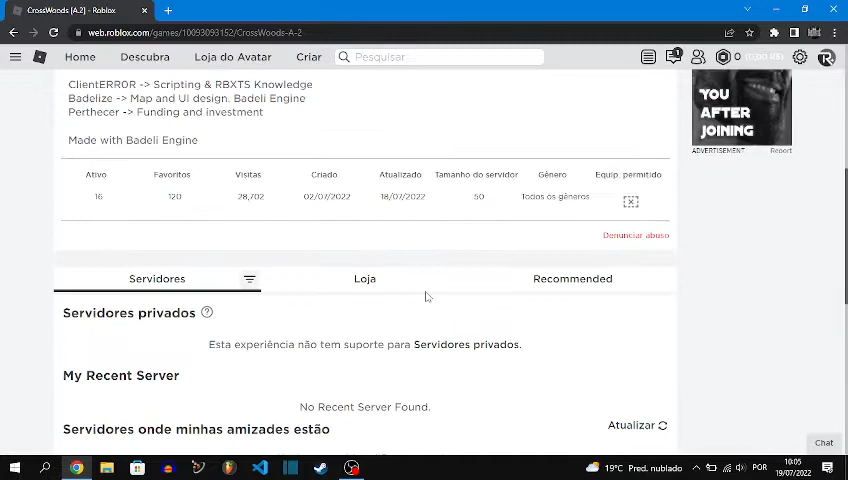 CrossWoods [A.2] - Roblox
web.roblox.com/games/10093093152/CrossWoods-A-2
Home Descubra Loja do Avatar Criar Pesquisar 1 0
ClientERR0R -> Scripting & RBXTS Knowledge
Badelize -> Map and UI design. Badeli Engine
Perthecer -> Funding and investment
Made with Badeli Engine
YOU
AFTER
JOINING
ADVERTISEMENT Report
Ativo Favoritos Visitas Criado Atualizado Tamanho do servidor Gênero Equip. permitido
16 120 28,702 02/07/2022 18/07/2022 50 Todos os gêneros
Denunciar abuso
Servidores Loja Recommended
Servidores privados
Esta experiência não tem suporte para Servidores privados.
My Recent Server
No Recent Server Found.
Servidores onde minhas amizades estão Atualizar
Chat
19°C Pred. nublado POR 10:05
19/07/2022